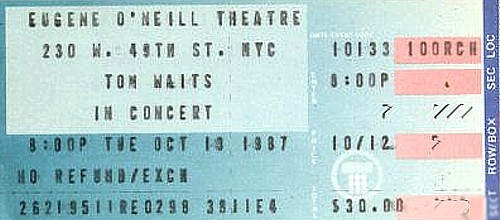 EUGENE O'NEILL THEATRE
230 W. 49TH ST. NYC
TOM WAITS
IN CONCERT
8:00P TUE OCT 13 1987
NO REFUND/EXCH
10133 100RCH
8:00P
10/12
$30.00
SEC LOC
ROW/BOX